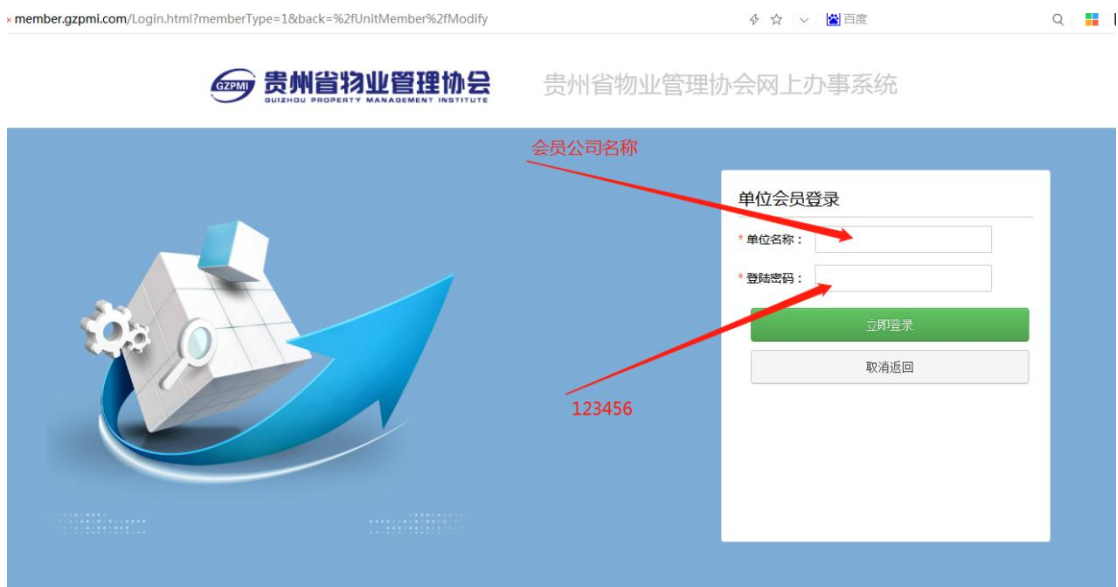 member.gzpmi.com/Login.html?memberType=1&back=%2fUnitMember%2fModify
百度
GZPMI 贵州省物业管理协会
GUIZHOU PROPERTY MANAGEMENT INSTITUTE
贵州省物业管理协会网上办事系统
会员公司名称
单位会员登录
* 单位名称：
* 登陆密码：
立即登录
取消返回
123456